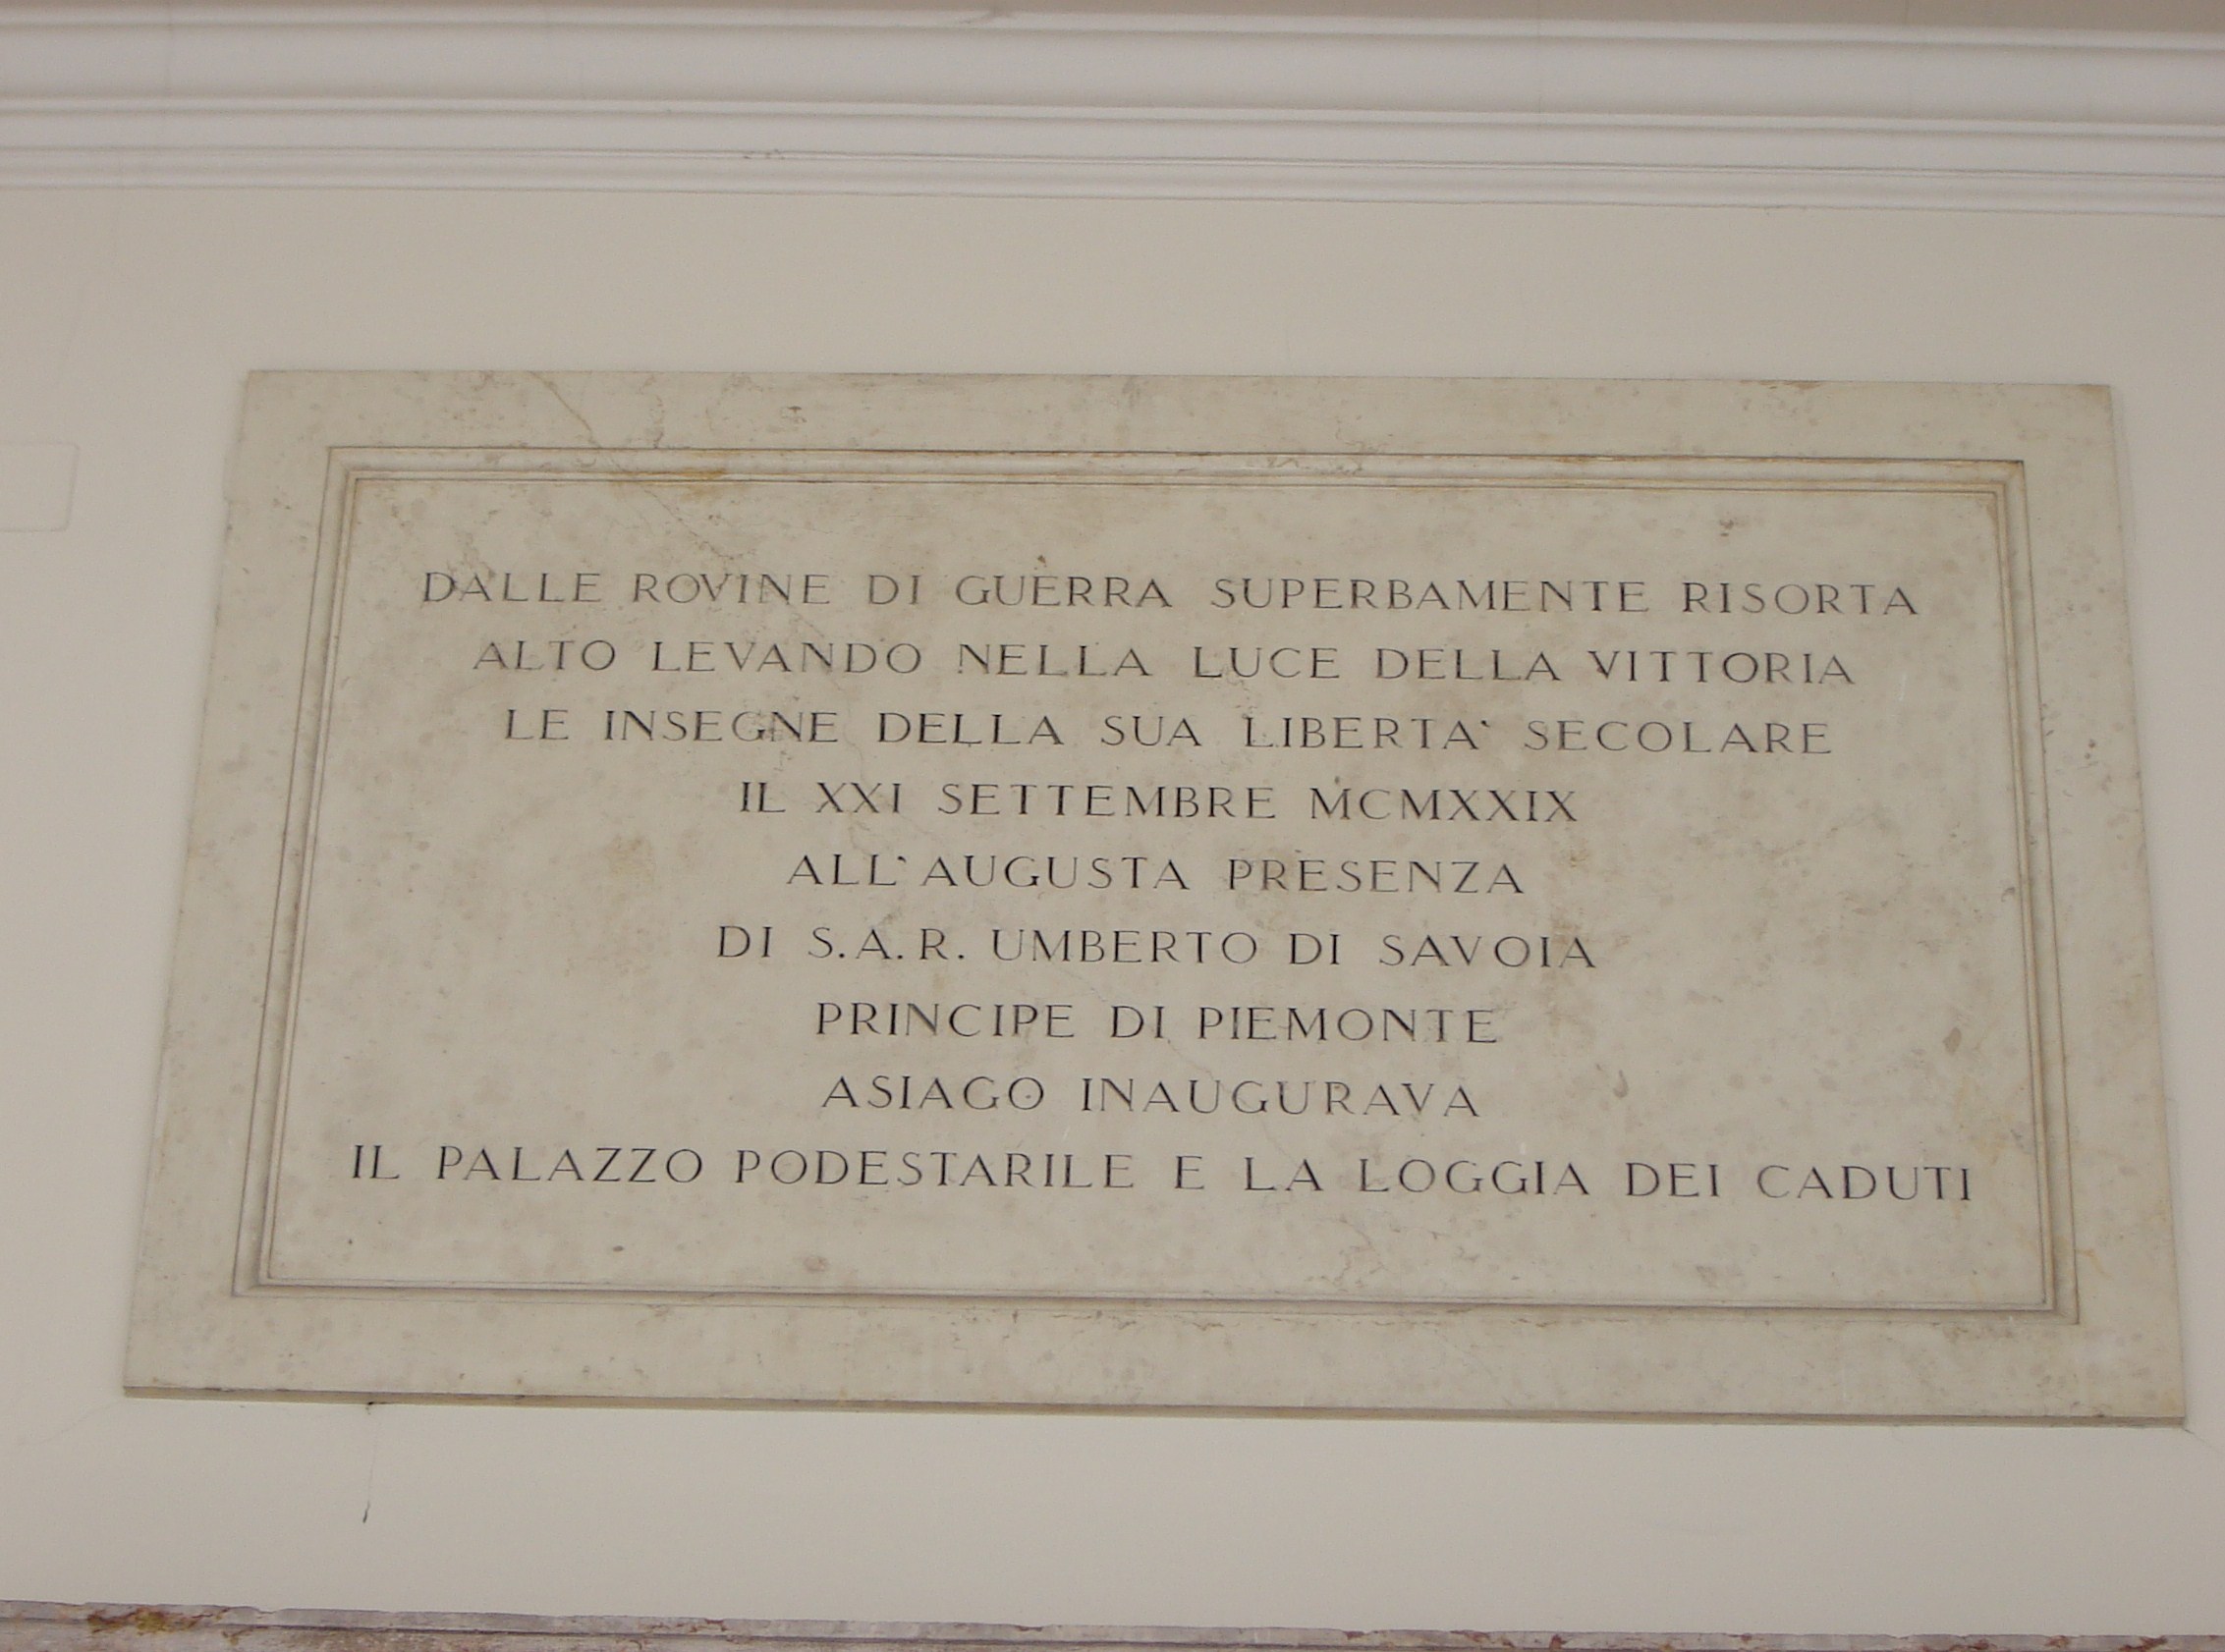 DALLE ROVINE DI GUERRA SUPERBAMENTE RISORTA
ALTO LEVANDO NELLA LUCE DELLA VITTORIA
LE INSEGNE DELLA SUA LIBERTA` SECOLARE
IL XXI SETTEMBRE MCMXXIX
ALL`AUGUSTA PRESENZA
DI S.A.R. UMBERTO DI SAVOIA
PRINCIPE DI PIEMONTE
ASIAGO INAUGURAVA
IL PALAZZO PODESTARILE E LA LOGGIA DEI CADUTI